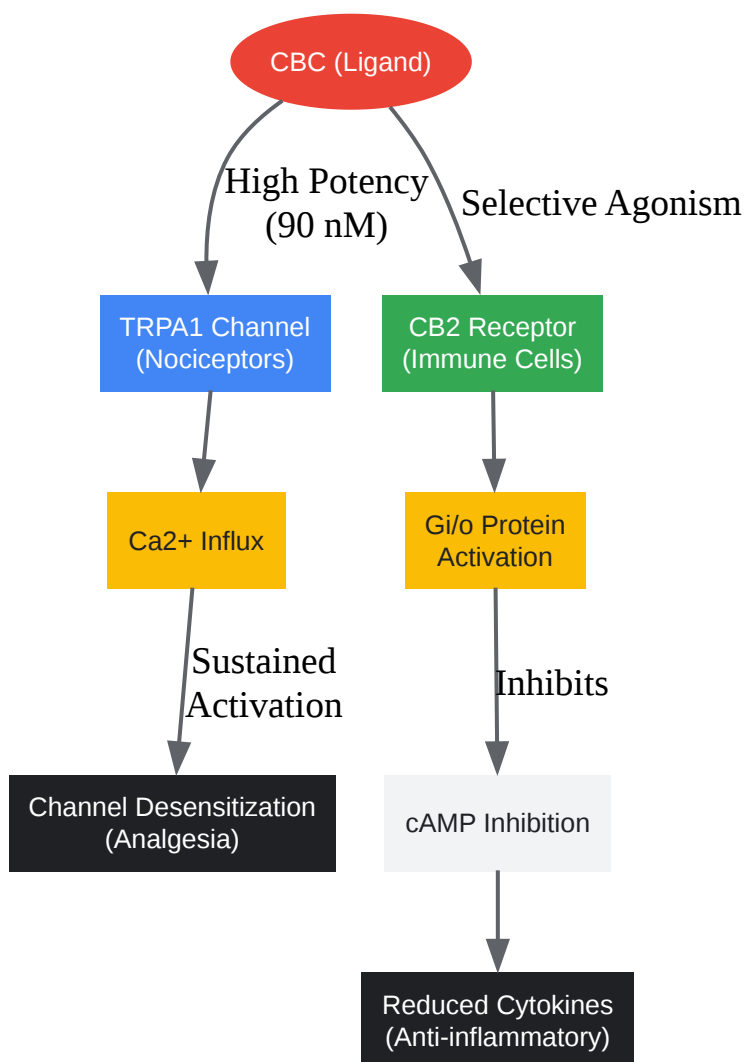 CBC (Ligand)
High Potency
(90 nM)
Selective Agonism
TRPA1 Channel
(Nociceptors)
CB2 Receptor
(Immune Cells)
Ca2+ Influx
Gi/o Protein
Activation
Sustained
Activation
Inhibits
Channel Desensitization
(Analgesia)
cAMP Inhibition
Reduced Cytokines
(Anti-inflammatory)